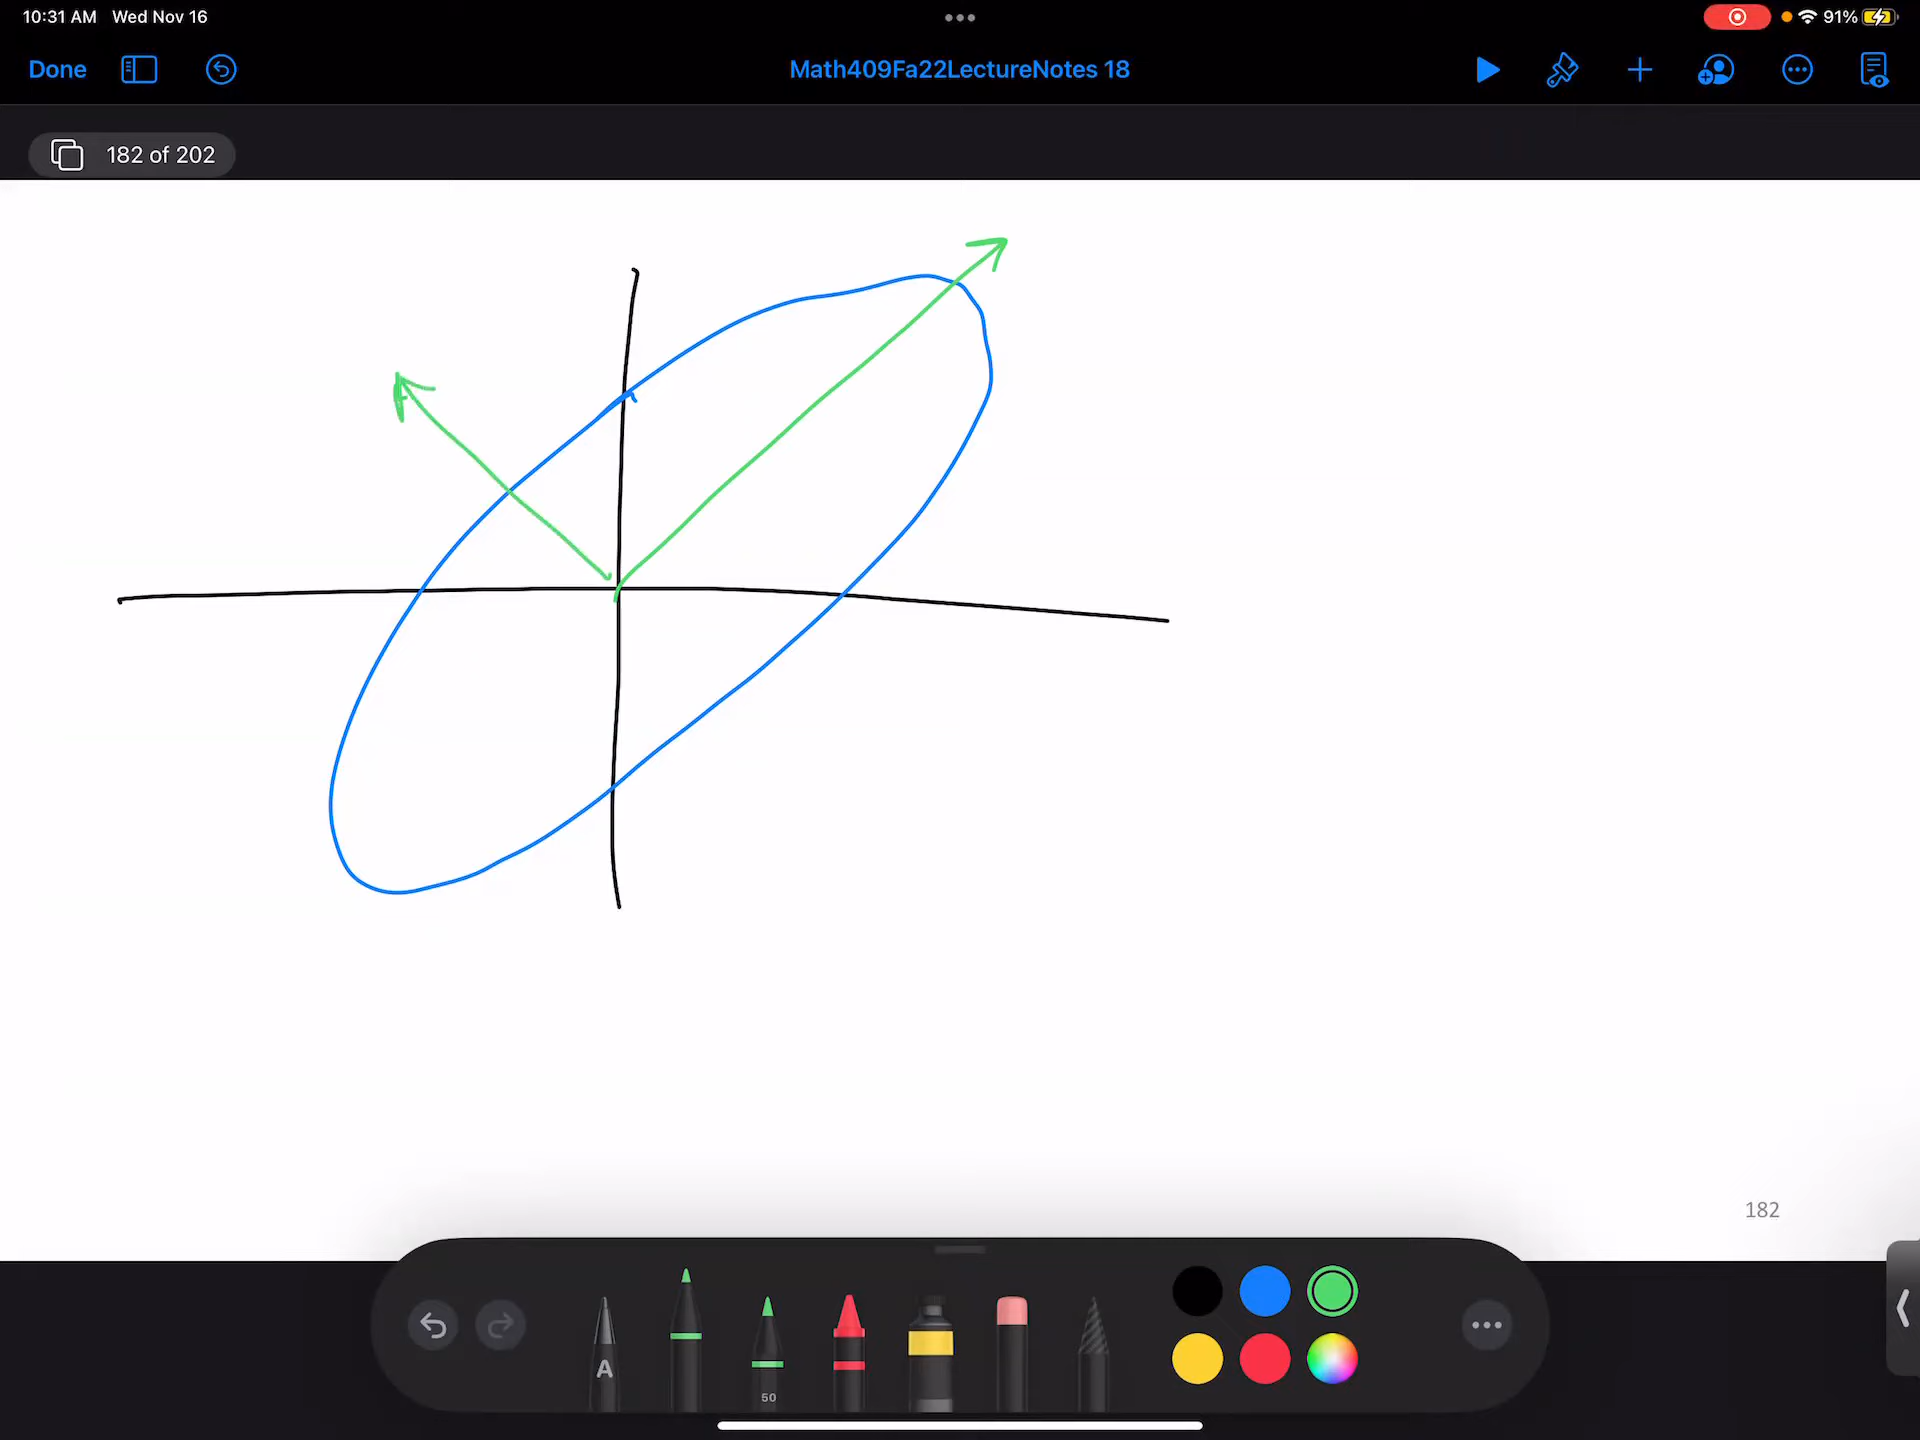 10:31 AM Wed Nov 16
91%
Done
Math409Fa22LectureNotes 18
182 of 202
182
A
50